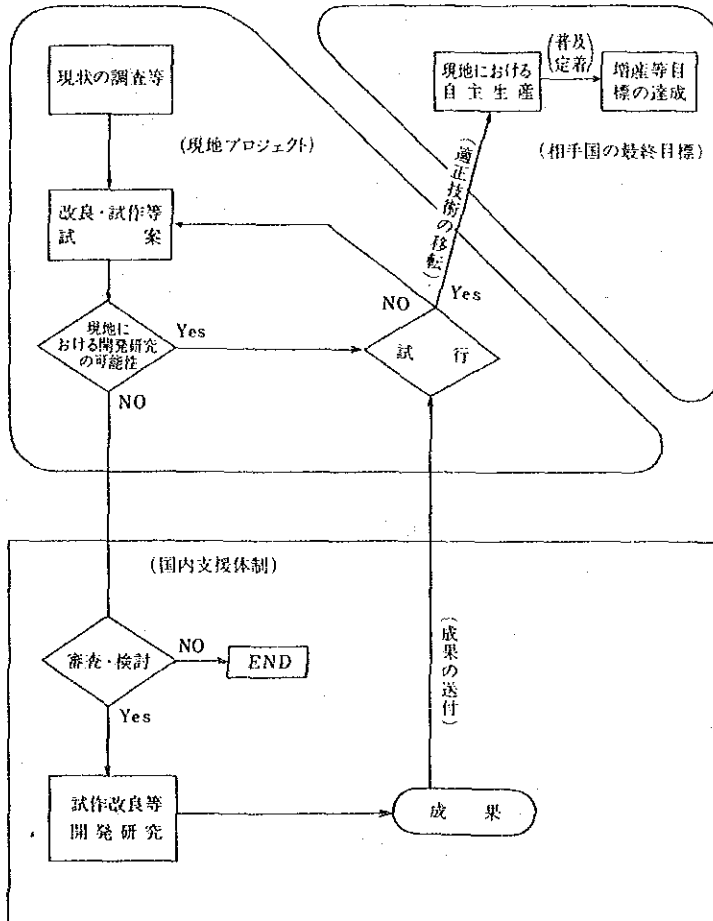 現状の調査等
(現地プロジェクト)
改良・試作等
試案
現地に
おける開発研究
の可能性
Yes
NO
試行
NO
Yes
(適正技術の移転)
現地における
自主生産
(普及
定着)
増産等目
標の達成
(相手国の最終目標)
(国内支援体制)
審査・検討
NO
END
Yes
試作改良等
開発研究
成果
(成果の送付)